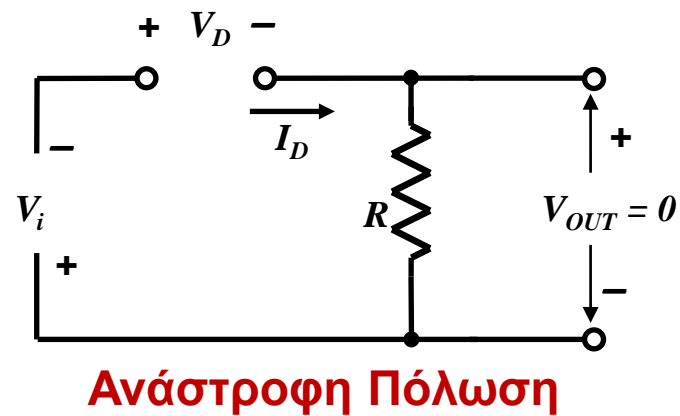 + V_D −
−
I_D
+
V_i
R
V_OUT = 0
+
−
Ανάστροφη Πόλωση